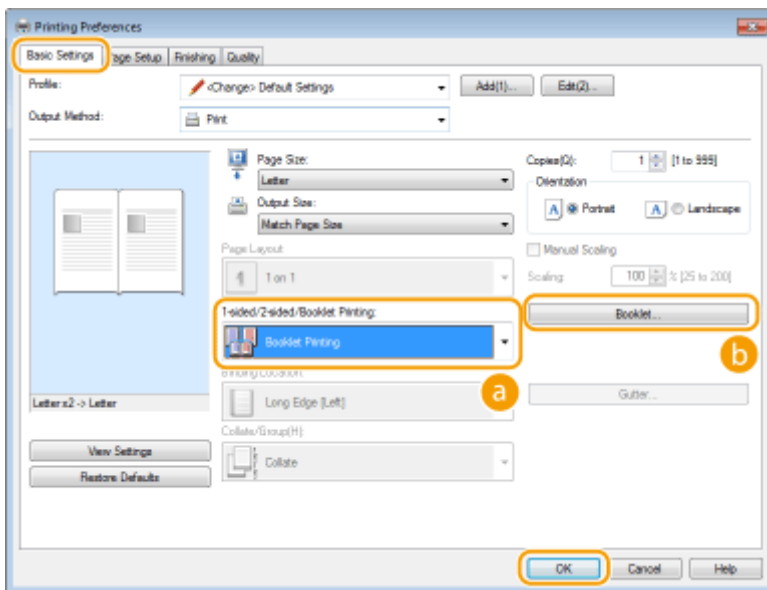 Printing Preferences
Basic Settings Page Setup Finishing Quality
Profile: <Change> Default Settings Add(1)... Edit(2)...
Output Method: Print
Page Size:
Letter
Output Size:
Match Page Size
Page Layout
1 on 1
1-sided/2-sided/Booklet Printing:
Booklet Printing
a
Binding Location:
Long Edge [Left]
Collate/Group(H):
Collate
Copies(Q): 1 [1 to 999]
Orientation
A Portrait A Landscape
Manual Scaling
Scaling: 100 % [25 to 200]
Booklet...
b
Gutter...
Letter x2 -> Letter
View Settings
Restore Defaults
OK Cancel Help